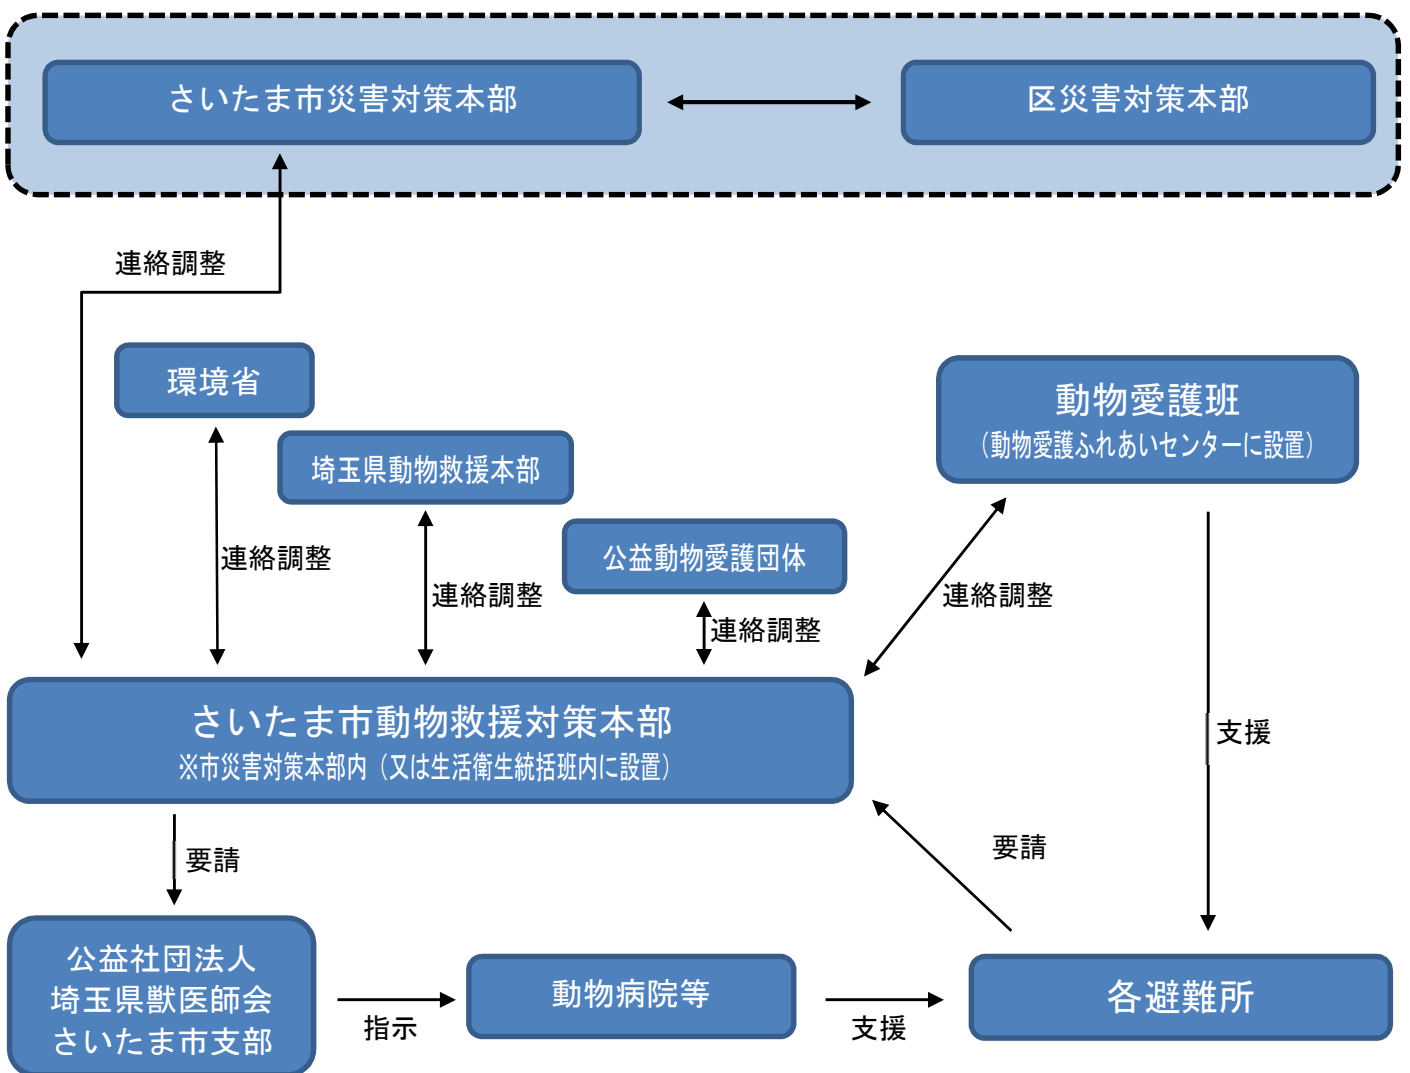 さいたま市災害対策本部
区災害対策本部
連絡調整
環境省
動物愛護班
（動物愛護ふれあいセンターに設置）
埼玉県動物救援本部
公益動物愛護団体
連絡調整
連絡調整
連絡調整
連絡調整
さいたま市動物救援対策本部
※市災害対策本部内（又は生活衛生統括班内に設置）
支援
要請
要請
公益社団法人
埼玉県獣医師会
さいたま市支部
動物病院等
各避難所
指示
支援